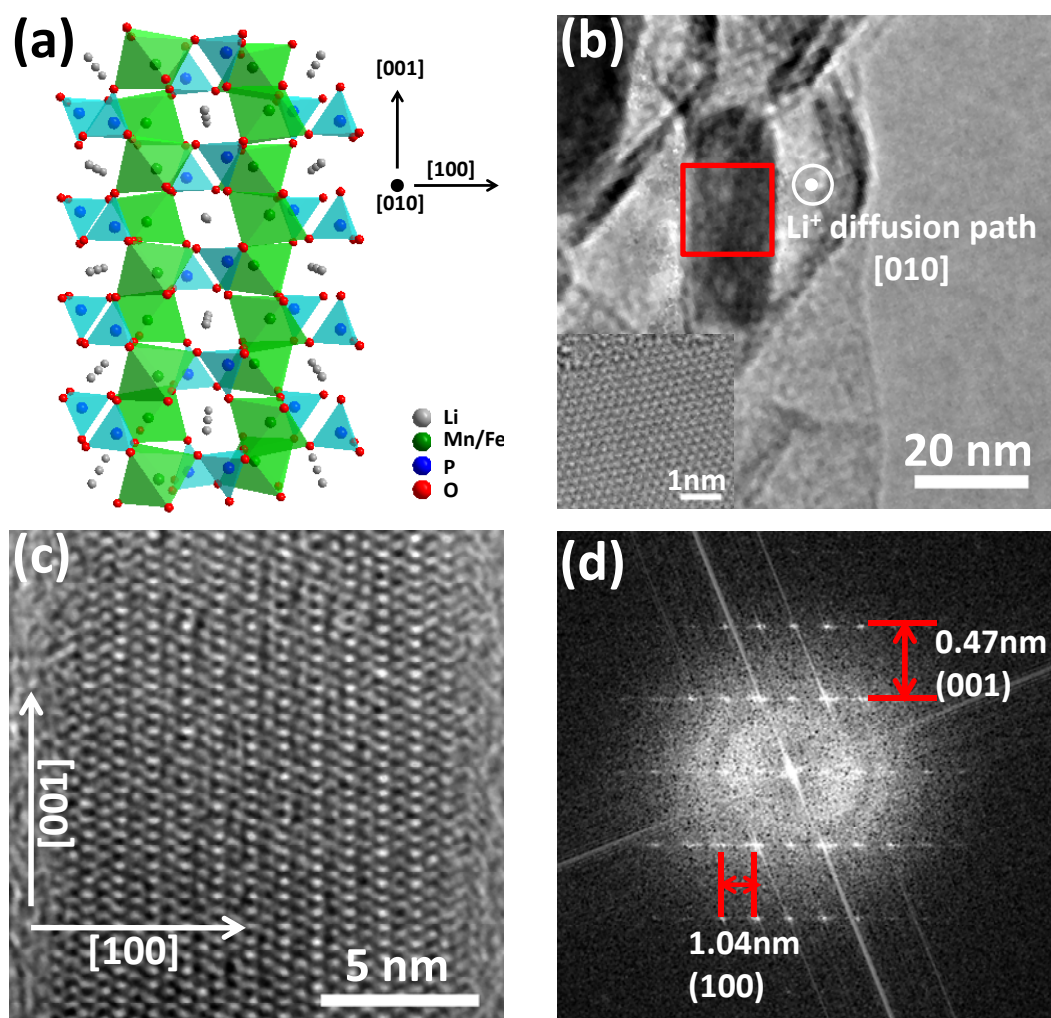 (a)
[001]
[100]
[010]
Li
Mn/Fe
P
O
(b)
Li⁺ diffusion path
[010]
1nm
20 nm
(c)
[001]
[100]
5 nm
(d)
0.47nm
(001)
1.04nm
(100)